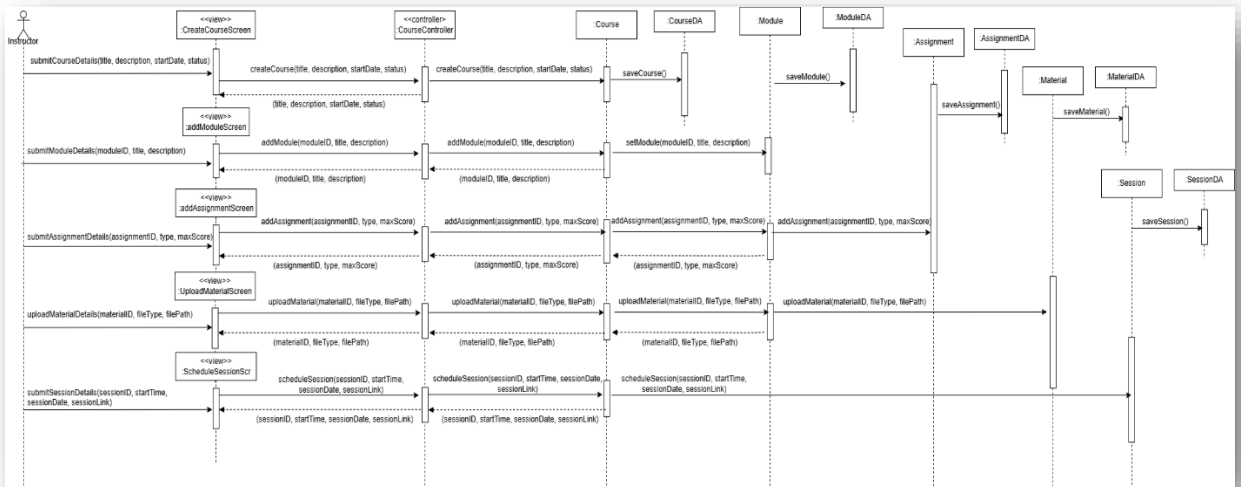 <<view>>
:CreateCourseScreen
<<controller>>
:CourseController
:Course
:CourseDA
:Module
:ModuleDA
:Assignment
:AssignmentDA
:Material
:MaterialDA
Instructor
submitCourseDetails(title, description, startDate, status)
createCourse(title, description, startDate, status)
createCourse(title, description, startDate, status)
saveCourse()
saveModule()
(title, description, startDate, status)
saveAssignment()
saveMaterial()
<<view>>
:addModuleScreen
submitModuleDetails(moduleID, title, description)
addModule(moduleID, title, description)
addModule(moduleID, title, description)
setModule(moduleID, title, description)
(moduleID, title, description)
(moduleID, title, description)
:Session
:SessionDA
<<view>>
:addAssignmentScreen
submitAssignmentDetails(assignmentID, type, maxScore)
addAssignment(assignmentID, type, maxScore)
addAssignment(assignmentID, type, maxScore)
addAssignment(assignmentID, type, maxScore)
addAssignment(assignmentID, type, maxScore)
saveSession()
(assignmentID, type, maxScore)
(assignmentID, type, maxScore)
(assignmentID, type, maxScore)
<<view>>
:UploadMaterialScreen
uploadMaterialDetails(materialID, fileType, filePath)
uploadMaterial(materialID, fileType, filePath)
uploadMaterial(materialID, fileType, filePath)
uploadMaterial(materialID, fileType, filePath)
uploadMaterial(materialID, fileType, filePath)
(materialID, fileType, filePath)
(materialID, fileType, filePath)
(materialID, fileType, filePath)
<<view>>
:ScheduleSessionScr
submitSessionDetails(sessionID, startTime,
sessionDate, sessionLink)
scheduleSession(sessionID, startTime,
sessionDate, sessionLink)
scheduleSession(sessionID, startTime, sessionDate,
sessionLink)
scheduleSession(sessionID, startTime,
sessionDate, sessionLink)
(sessionID, startTime, sessionDate, sessionLink)
(sessionID, startTime, sessionDate, sessionLink)